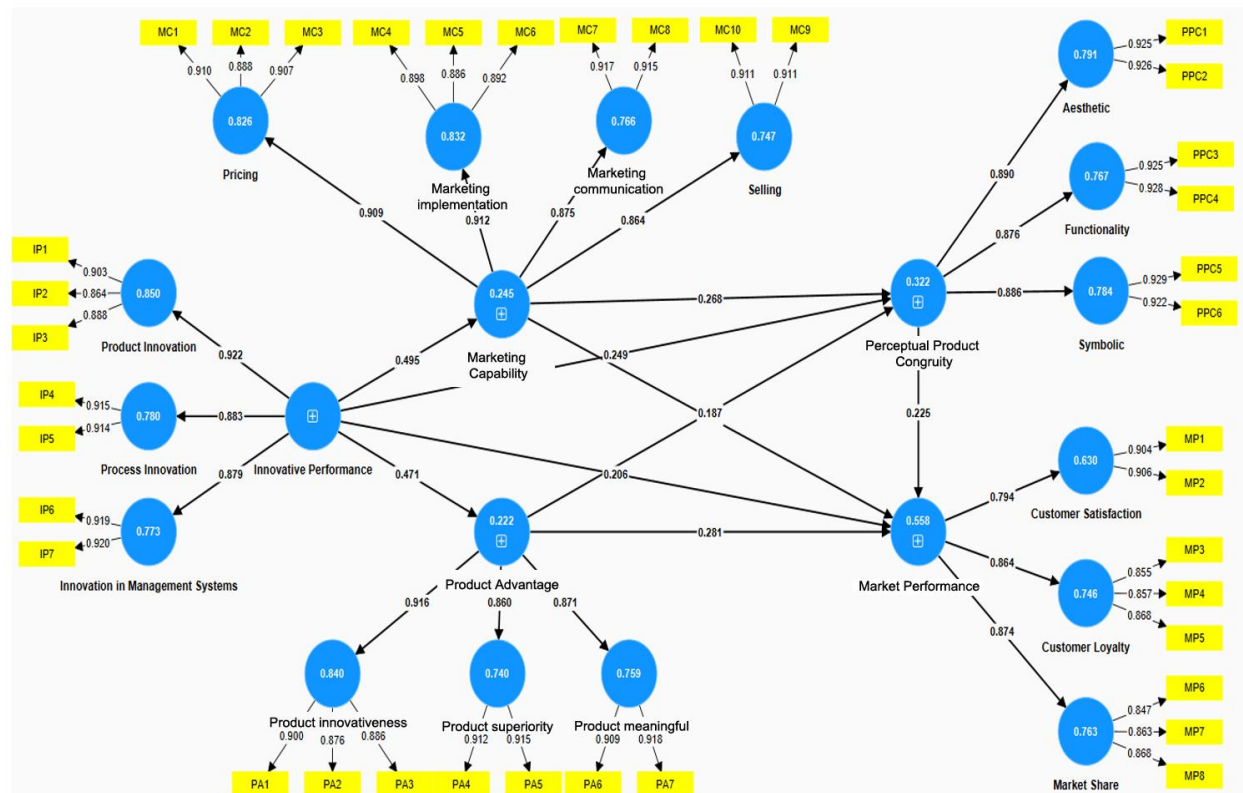 MC1
MC2
MC3
MC4
MC5
MC6
MC7
MC8
MC10
MC9
0.910
0.888
0.907
0.898
0.886
0.892
0.917
0.915
0.911
0.911
0.826
Pricing
0.832
Marketing
implementation
0.766
Marketing
communication
0.747
Selling
0.909
0.912
0.875
0.864
PPC1
PPC2
0.925
0.926
0.791
Aesthetic
PPC3
PPC4
0.925
0.928
0.767
Functionality
PPC5
PPC6
0.929
0.922
0.784
Symbolic
0.890
0.876
0.886
IP1
IP2
IP3
0.903
0.864
0.888
0.850
Product Innovation
IP4
IP5
0.915
0.914
0.780
Process Innovation
IP6
IP7
0.919
0.920
0.773
Innovation in Management Systems
0.922
0.883
0.879
Innovative Performance
0.495
0.471
0.245
Marketing
Capability
0.268
0.249
0.187
0.206
0.281
0.322
Perceptual Product
Congruity
0.225
0.222
Product Advantage
0.558
Market Performance
0.794
0.864
0.874
0.630
Customer Satisfaction
0.904
0.906
MP1
MP2
0.746
Customer Loyalty
0.855
0.857
0.868
MP3
MP4
MP5
0.763
Market Share
0.847
0.863
0.868
MP6
MP7
MP8
0.916
0.860
0.871
0.840
Product innovativeness
0.900
0.876
0.886
0.740
Product superiority
0.912
0.915
0.759
Product meaningful
0.909
0.918
PA1
PA2
PA3
PA4
PA5
PA6
PA7